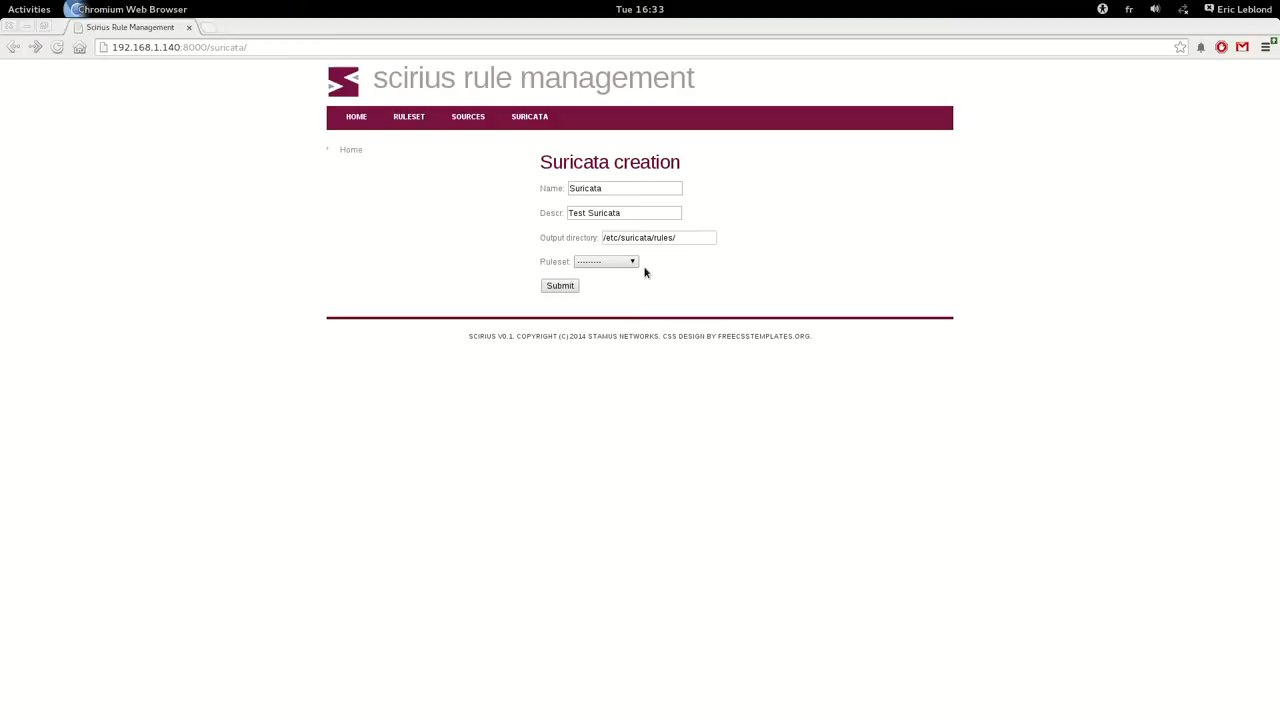 Activities Chromium Web Browser Tue 16:33 fr Eric Leblond
Scirius Rule Management
192.168.1.140:8000/suricata/
scirius rule management
HOME RULESET SOURCES SURICATA
Home
Suricata creation
Name: Suricata
Descr: Test Suricata
Output directory: /etc/suricata/rules/
Ruleset: ---------
Submit
SCIRIUS V0.1. COPYRIGHT (C) 2014 STAMUS NETWORKS. CSS DESIGN BY FREECSSTEMPLATES.ORG.